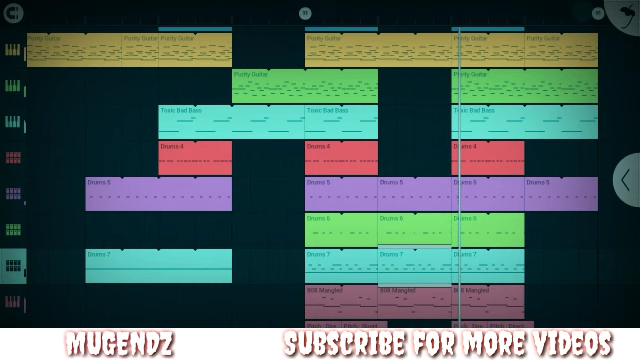 Purity Guitar Purity Guitar Purity Guitar Purity Guitar Purity Guitar Purity Guitar
Purity Guitar Purity Guitar
Toxic Bad Bass Toxic Bad Bass Toxic Bad Bass
Drums 4 Drums 4 Drums 4
Drums 5 Drums 5 Drums 5 Drums 5 Drums 5
Drums 6 Drums 6 Drums 6
Drums 7 Drums 7 Drums 7 Drums 7
808 Mangled 808 Mangled 808 Mangled
MUGENDZ SUBSCRIBE FOR MORE VIDEOS